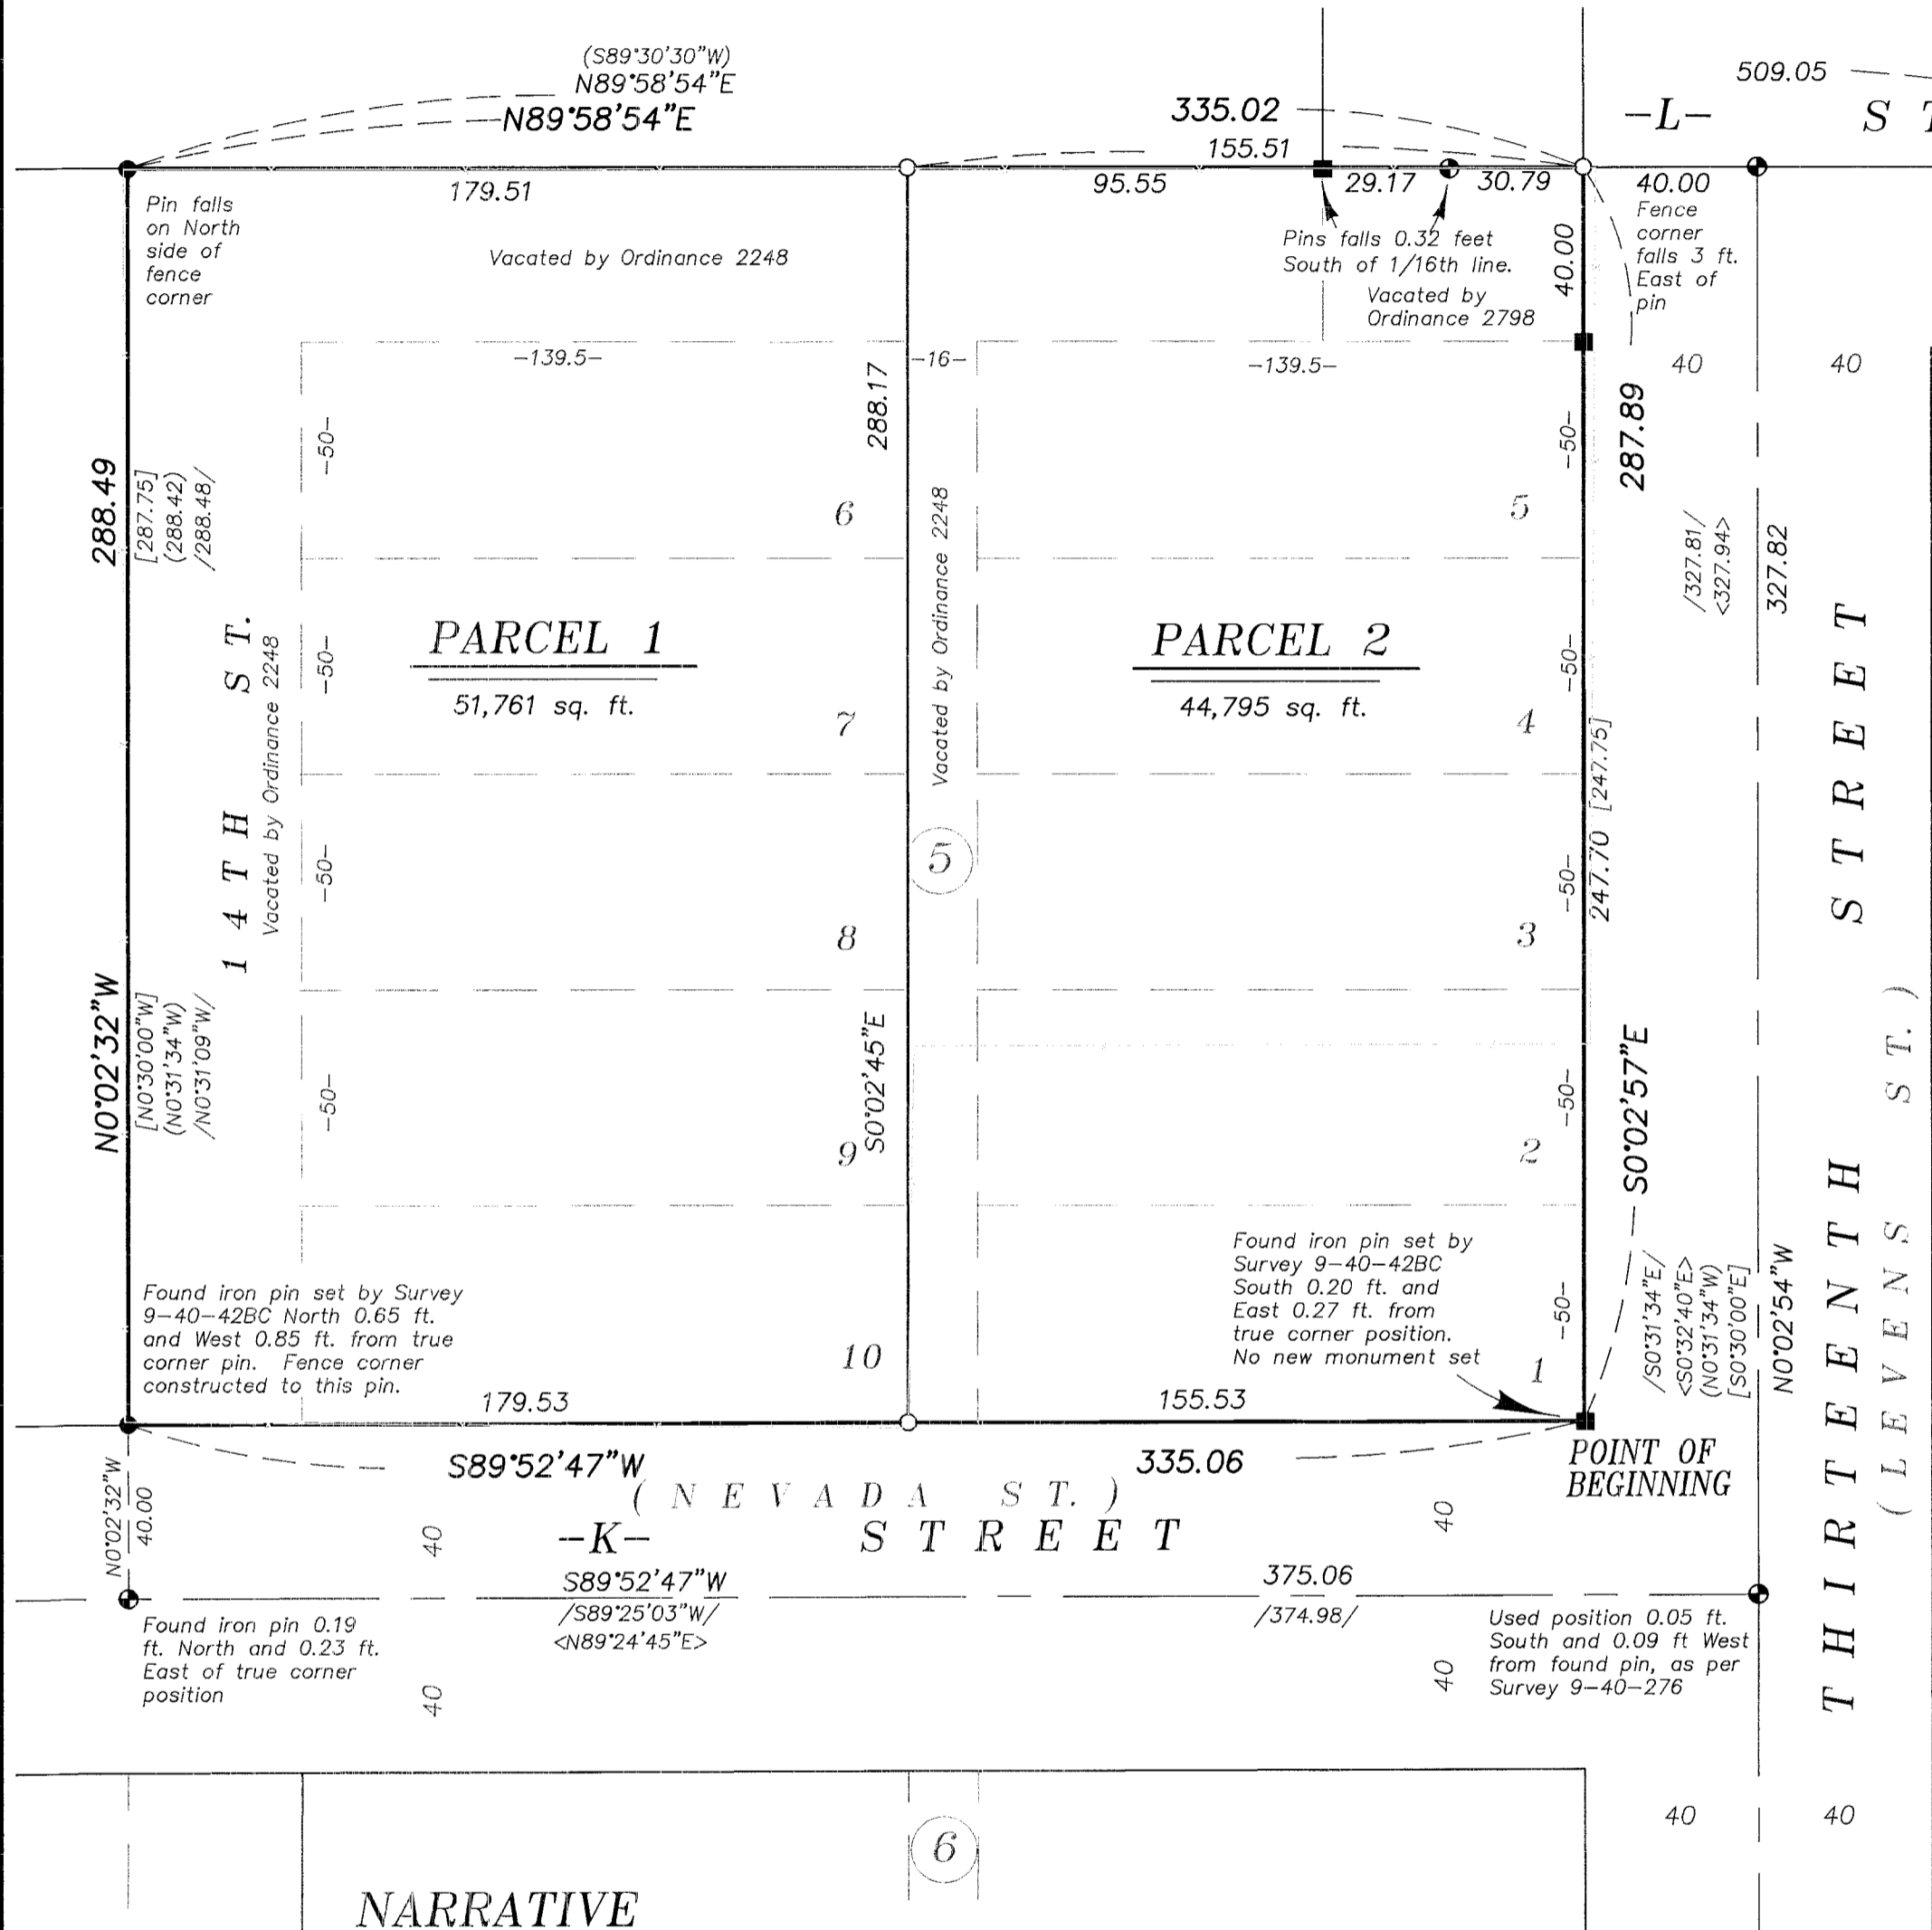 (S89°30'30"W)
N89°58'54"E
N89°58'54"E
335.02
155.51
509.05
-L-
S T
179.51
95.55
29.17
30.79
40.00
Pin falls
on North
side of
fence
corner
Vacated by Ordinance 2248
Pins falls 0.32 feet
South of 1/16th line.
Vacated by
Ordinance 2798
40.00
Fence
corner
falls 3 ft.
East of
pin
-139.5-
-16-
-139.5-
40
40
288.49
[287.75]
(288.42)
/288.48/
-50-
288.17
-50-
287.89
6
5
/327.81/
<327.94>
327.82
14TH ST.
Vacated by Ordinance 2248
-50-
PARCEL 1
51,761 sq. ft.
Vacated by Ordinance 2248
PARCEL 2
44,795 sq. ft.
-50-
7
4
247.70 [247.75]
-50-
5
-50-
8
3
THIRTEENTH STREET
(LEVENS ST.)
N0°02'32"W
[N0°30'00"W]
(N0°31'34"W)
/N0°31'09"W/
-50-
S0°02'45"E
-50-
S0°02'57"E
9
2
Found iron pin set by Survey
9-40-42BC North 0.65 ft.
and West 0.85 ft. from true
corner pin. Fence corner
constructed to this pin.
10
Found iron pin set by
Survey 9-40-42BC
South 0.20 ft. and
East 0.27 ft. from
true corner position.
No new monument set
-50-
1
/S0°31'34"E/
<S0°32'40"E>
(N0°31'34"W)
[S0°30'00"E]
N0°02'54"W
179.53
155.53
S89°52'47"W
335.06
POINT OF
BEGINNING
(NEVADA ST.)
-K- STREET
N0°02'32"W
40.00
40
40
S89°52'47"W
375.06
/S89°25'03"W/
<N89°24'45"E>
/374.98/
Found iron pin 0.19
ft. North and 0.23 ft.
East of true corner
position
40
40
Used position 0.05 ft.
South and 0.09 ft West
from found pin, as per
Survey 9-40-276
40
40
6
NARRATIVE